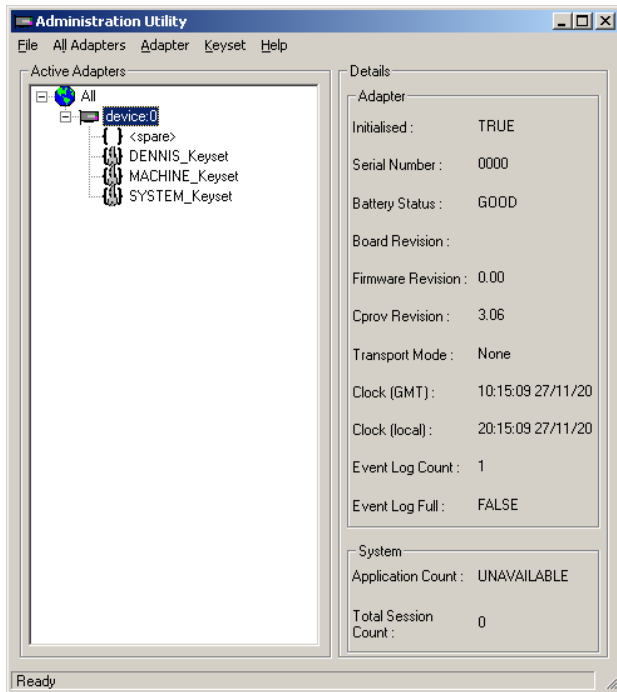 Administration Utility
File All Adapters Adapter Keyset Help
Active Adapters
All
device:0
<spare>
DENNIS_Keyset
MACHINE_Keyset
SYSTEM_Keyset
Details
Adapter
Initialised : TRUE
Serial Number : 0000
Battery Status : GOOD
Board Revision :
Firmware Revision : 0.00
Cprov Revision : 3.06
Transport Mode : None
Clock (GMT) : 10:15:09 27/11/20
Clock (local) : 20:15:09 27/11/20
Event Log Count : 1
Event Log Full : FALSE
System
Application Count : UNAVAILABLE
Total Session
Count : 0
Ready